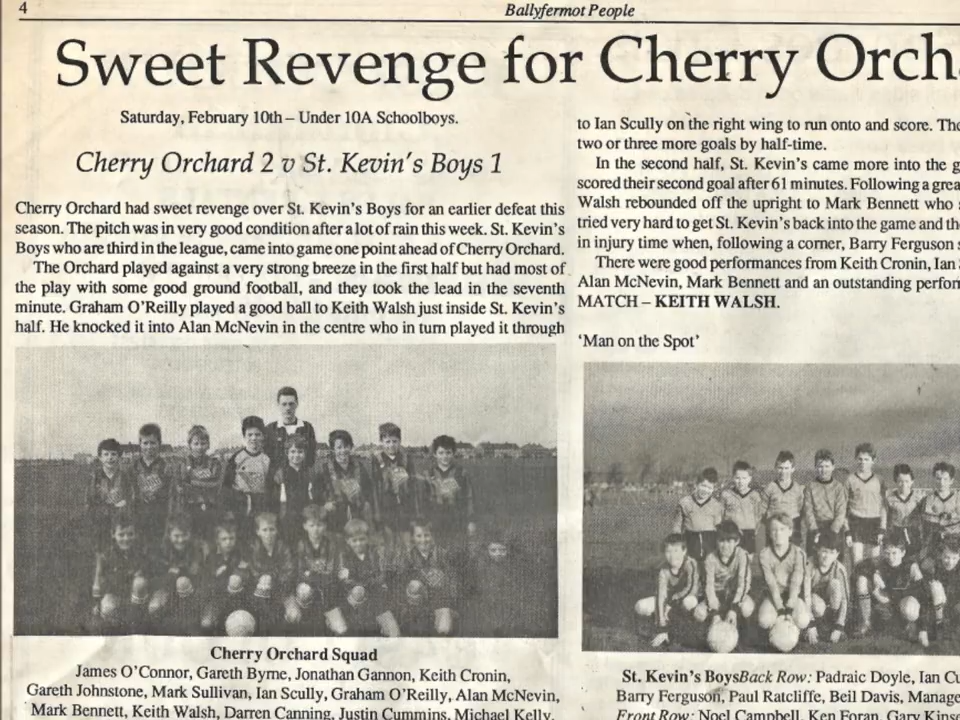 4
Ballyfermot People
Sweet Revenge for Cherry
Saturday, February 10th – Under 10A Schoolboys.
Cherry Orchard 2 v St. Kevin's Boys 1
Cherry Orchard had sweet revenge over St. Kevin's Boys for an earlier defeat this
season. The pitch was in very good condition after a lot of rain this week. St. Kevin's
Boys who are third in the league, came into game one point ahead of Cherry Orchard.
The Orchard played against a very strong breeze in the first half but had most of
the play with some good ground football, and they took the lead in the seventh
minute. Graham O'Reilly played a good ball to Keith Walsh just inside St. Kevin's
half. He knocked it into Alan McNevin in the centre who in turn played it through
Cherry Orchard Squad
James O'Connor, Gareth Byrne, Jonathan Gannon, Keith Cronin,
Gareth Johnstone, Mark Sullivan, Ian Scully, Graham O'Reilly, Alan McNevin,
Mark Bennett, Keith Walsh, Darren Canning, Justin Cummins, Michael Kelly,
to Ian Scully on the right wing to run onto and score.
two or three more goals by half-time.
In the second half, St. Kevin's came more into the
scored their second goal after 61 minutes. Following a
Walsh rebounded off the upright to Mark Bennett who
tried very hard to get St. Kevin's back into the game and
in injury time when, following a corner, Barry Ferguson
There were good performances from Keith Cronin, Ian
Alan McNevin, Mark Bennett and an outstanding
MATCH – KEITH WALSH.
'Man on the Spot'
St. Kevin's Boys Back Row: Padraic Doyle, Ian
Barry Ferguson, Paul Ratcliffe, Beil Davis,
Front Row: Noel Campbell, Ken Foran, Gary